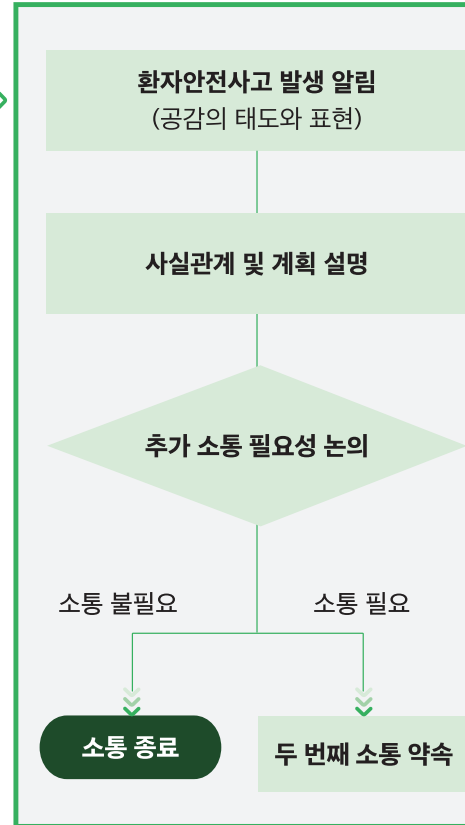 환자안전사고 발생 알림
(공감의 태도와 표현)
사실관계 및 계획 설명
추가 소통 필요성 논의
소통 불필요
소통 필요
소통 종료
두 번째 소통 약속